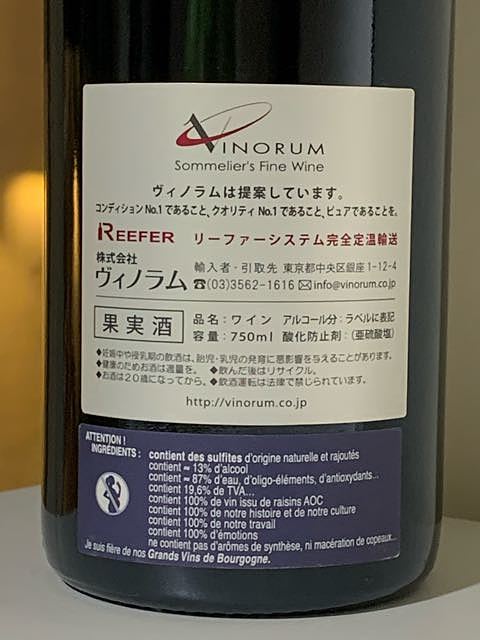 VINORUM
Sommelier's Fine Wine
ヴィノラムは提案しています。
コンディションNo.1であること、クオリティNo.1であること、ピュアであることを。
REEFER リーファーシステム完全定温輸送
株式会社
ヴィノラム
輸入者・引取先 東京都中央区銀座1-12-4
☎(03)3562-1616 ✉info@vinorum.co.jp
果実酒
品名：ワイン アルコール分：ラベルに表記
容量：750ml 酸化防止剤：(亜硫酸塩)
◆妊娠中や授乳期の飲酒は、胎児・乳児の発育に悪影響を与えることがあります。
◆健康のためお酒は適量を。 ◆飲んだ後はリサイクル。
◆お酒は20歳になってから。◆飲酒運転は法律で禁じられています。
http://vinorum.co.jp
ATTENTION !
INGRÉDIENTS :
contient des sulfites d'origine naturelle et rajoutés
contient ≈ 13% d'alcool
contient ≈ 87% d'eau, d'oligo-éléments, d'antioxydants...
contient 19,6% de TVA...
contient 100% de vin issu de raisins AOC
contient 100% de notre histoire et de notre culture
contient 100% de notre travail
contient 100% d'émotions
ne contient pas d'arômes de synthèse, ni macération de copeaux...
Je suis fière de nos Grands Vins de Bourgogne.